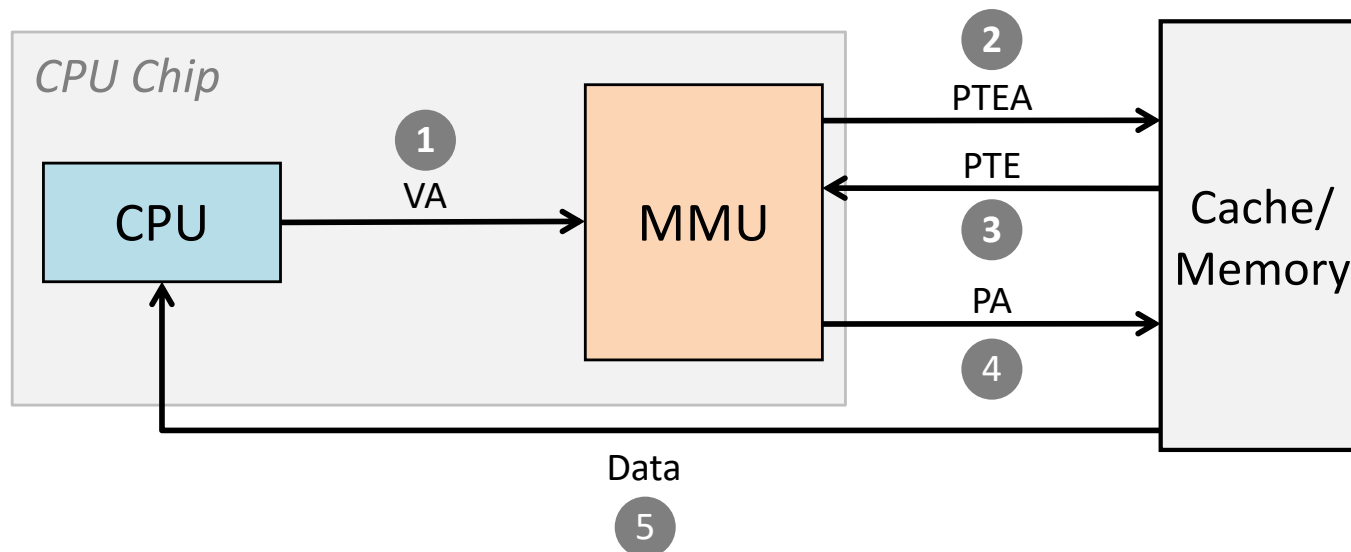 CPU Chip
2
PTEA
1
VA
PTE
CPU
MMU
3
Cache/
Memory
PA
4
Data
5